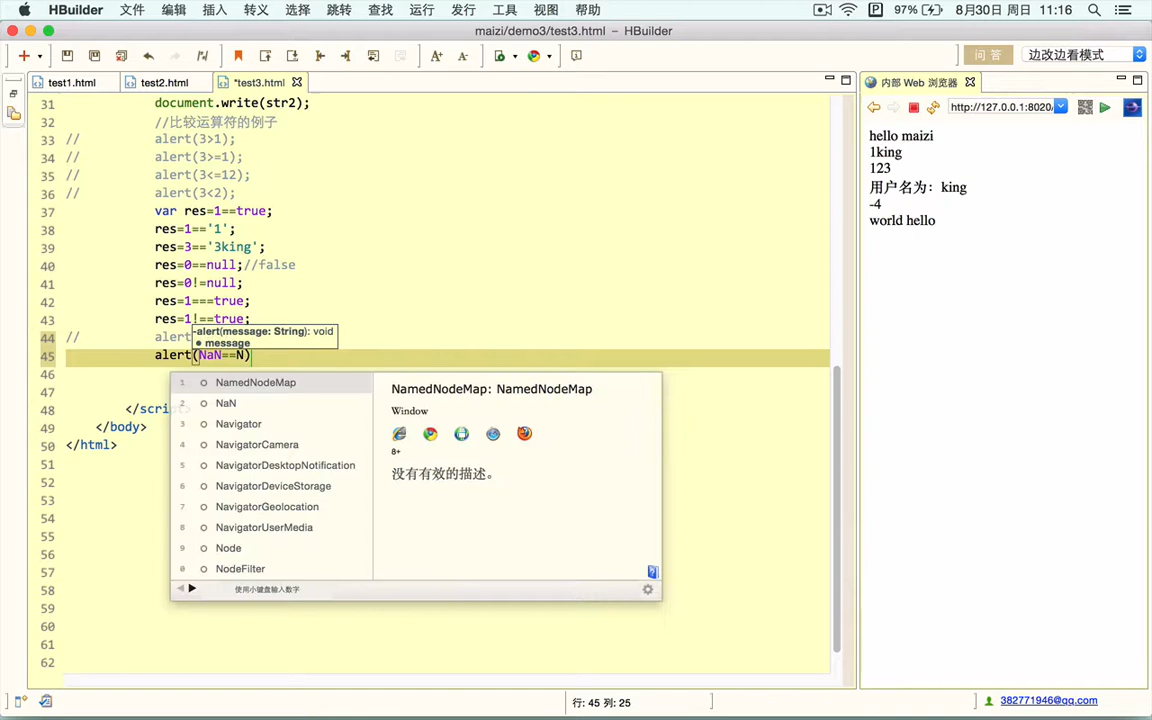 HBuilder 文件 编辑 插入 转义 选择 跳转 查找 运行 发行 工具 视图 帮助 97% 8月30日 周日 11:16
maizi/demo3/test3.html — HBuilder
A+ A- 问 答 边改边看模式
test1.html test2.html *test3.html 内部 Web 浏览器
http://127.0.0.1:8020/
31 document.write(str2);
32 //比较运算符的例子
33 // alert(3>1);
34 // alert(3>=1);
35 // alert(3<=12);
36 // alert(3<2);
37 var res=1==true;
38 res=1=='1';
39 res=3=='3king';
40 res=0==null;//false
41 res=0!=null;
42 res=1===true;
43 res=1!==true;
44 // alert
-alert(message: String): void
● message
45 alert(NaN==N)
46
47
48 </scrip
49 </body>
50 </html>
51
52
53
54
55
56
57
58
59
60
61
62
1 NamedNodeMap
2 NaN
3 Navigator
4 NavigatorCamera
5 NavigatorDesktopNotification
6 NavigatorDeviceStorage
7 NavigatorGeolocation
8 NavigatorUserMedia
9 Node
0 NodeFilter
使用小键盘输入数字
NamedNodeMap: NamedNodeMap
Window
8+
没有有效的描述。
hello maizi
1king
123
用户名为：king
-4
world hello
行: 45 列: 25
382771946@qq.com